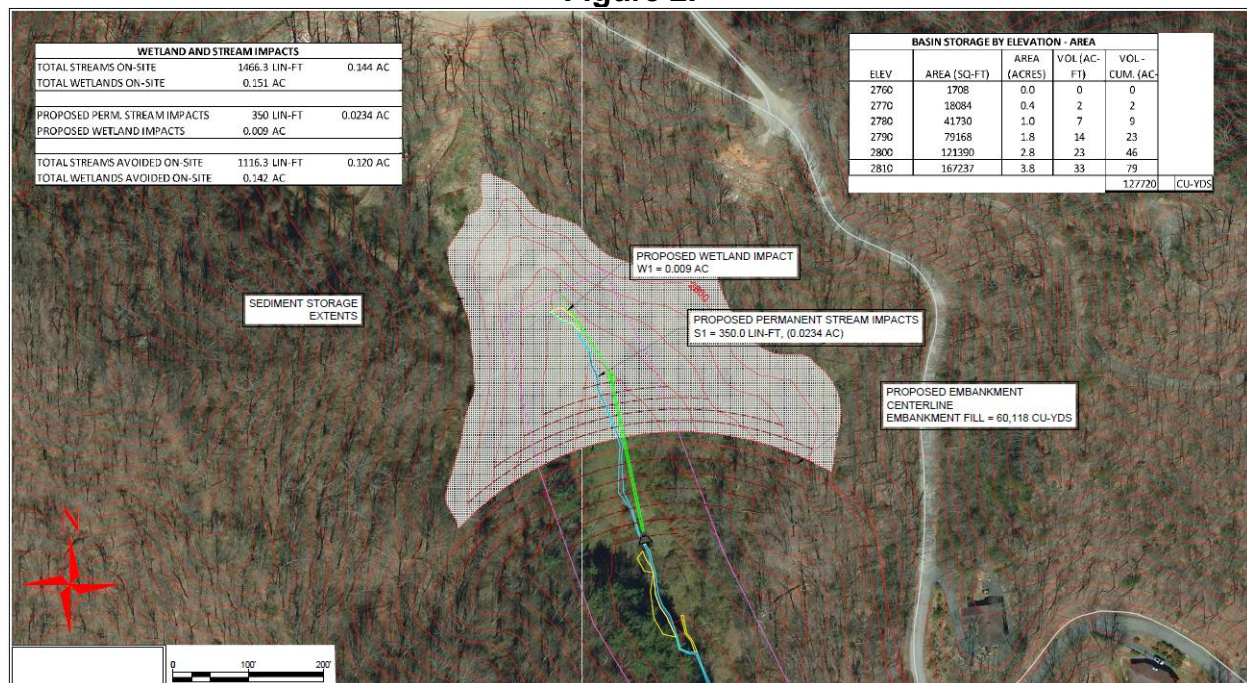 WETLAND AND STREAM IMPACTS
TOTAL STREAMS ON-SITE 1466.3 LIN-FT 0.144 AC
TOTAL WETLANDS ON-SITE 0.151 AC
PROPOSED PERM. STREAM IMPACTS 350 LIN-FT 0.0234 AC
PROPOSED WETLAND IMPACTS 0.009 AC
TOTAL STREAMS AVOIDED ON-SITE 1116.3 LIN-FT 0.120 AC
TOTAL WETLANDS AVOIDED ON-SITE 0.142 AC
BASIN STORAGE BY ELEVATION - AREA
ELEV AREA (SQ-FT) AREA (ACRES) VOL (AC-FT) VOL - CUM. (AC-
2760 1708 0.0 0 0
2770 18084 0.4 2 2
2780 41730 1.0 7 9
2790 79168 1.8 14 23
2800 121390 2.8 23 46
2810 167237 3.8 33 79
127720 CU-YDS
PROPOSED WETLAND IMPACT
W1 = 0.009 AC
2800
SEDIMENT STORAGE
EXTENTS
PROPOSED PERMANENT STREAM IMPACTS
S1 = 350.0 LIN-FT, (0.0234 AC)
PROPOSED EMBANKMENT
CENTERLINE
EMBANKMENT FILL = 60,118 CU-YDS
N
0 100' 200'